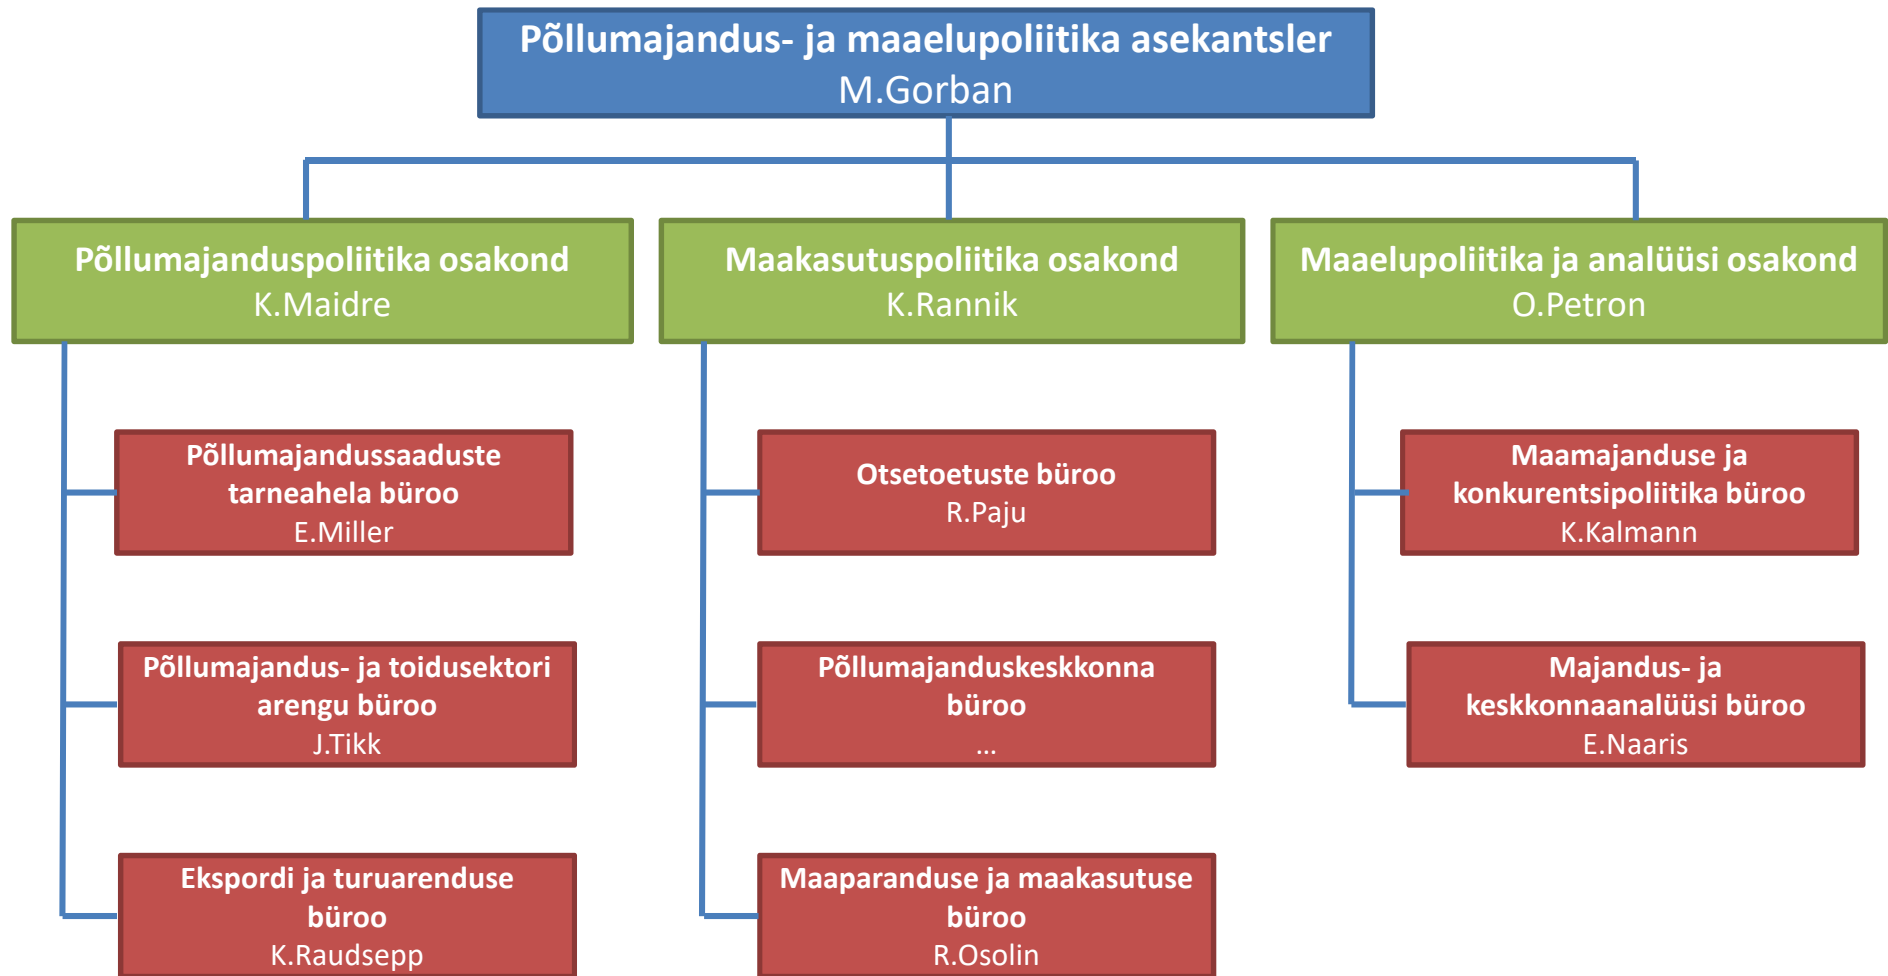 Põllumajandus- ja maaelupoliitika asekantsler
M.Gorban
Põllumajanduspoliitika osakond
K.Maidre
Maakasutuspoliitika osakond
K.Rannik
Maaelupoliitika ja analüüsi osakond
O.Petron
Põllumajandussaaduste
tarneahela büroo
E.Miller
Otsetoetuste büroo
R.Paju
Maamajanduse ja
konkurentsipoliitika büroo
K.Kalmann
Põllumajandus- ja toidusektori
arengu büroo
J.Tikk
Põllumajanduskeskkonna
büroo
...
Majandus- ja
keskkonnaanalüüsi büroo
E.Naaris
Ekspordi ja turuarenduse
büroo
K.Raudsepp
Maaparanduse ja maakasutuse
büroo
R.Osolin